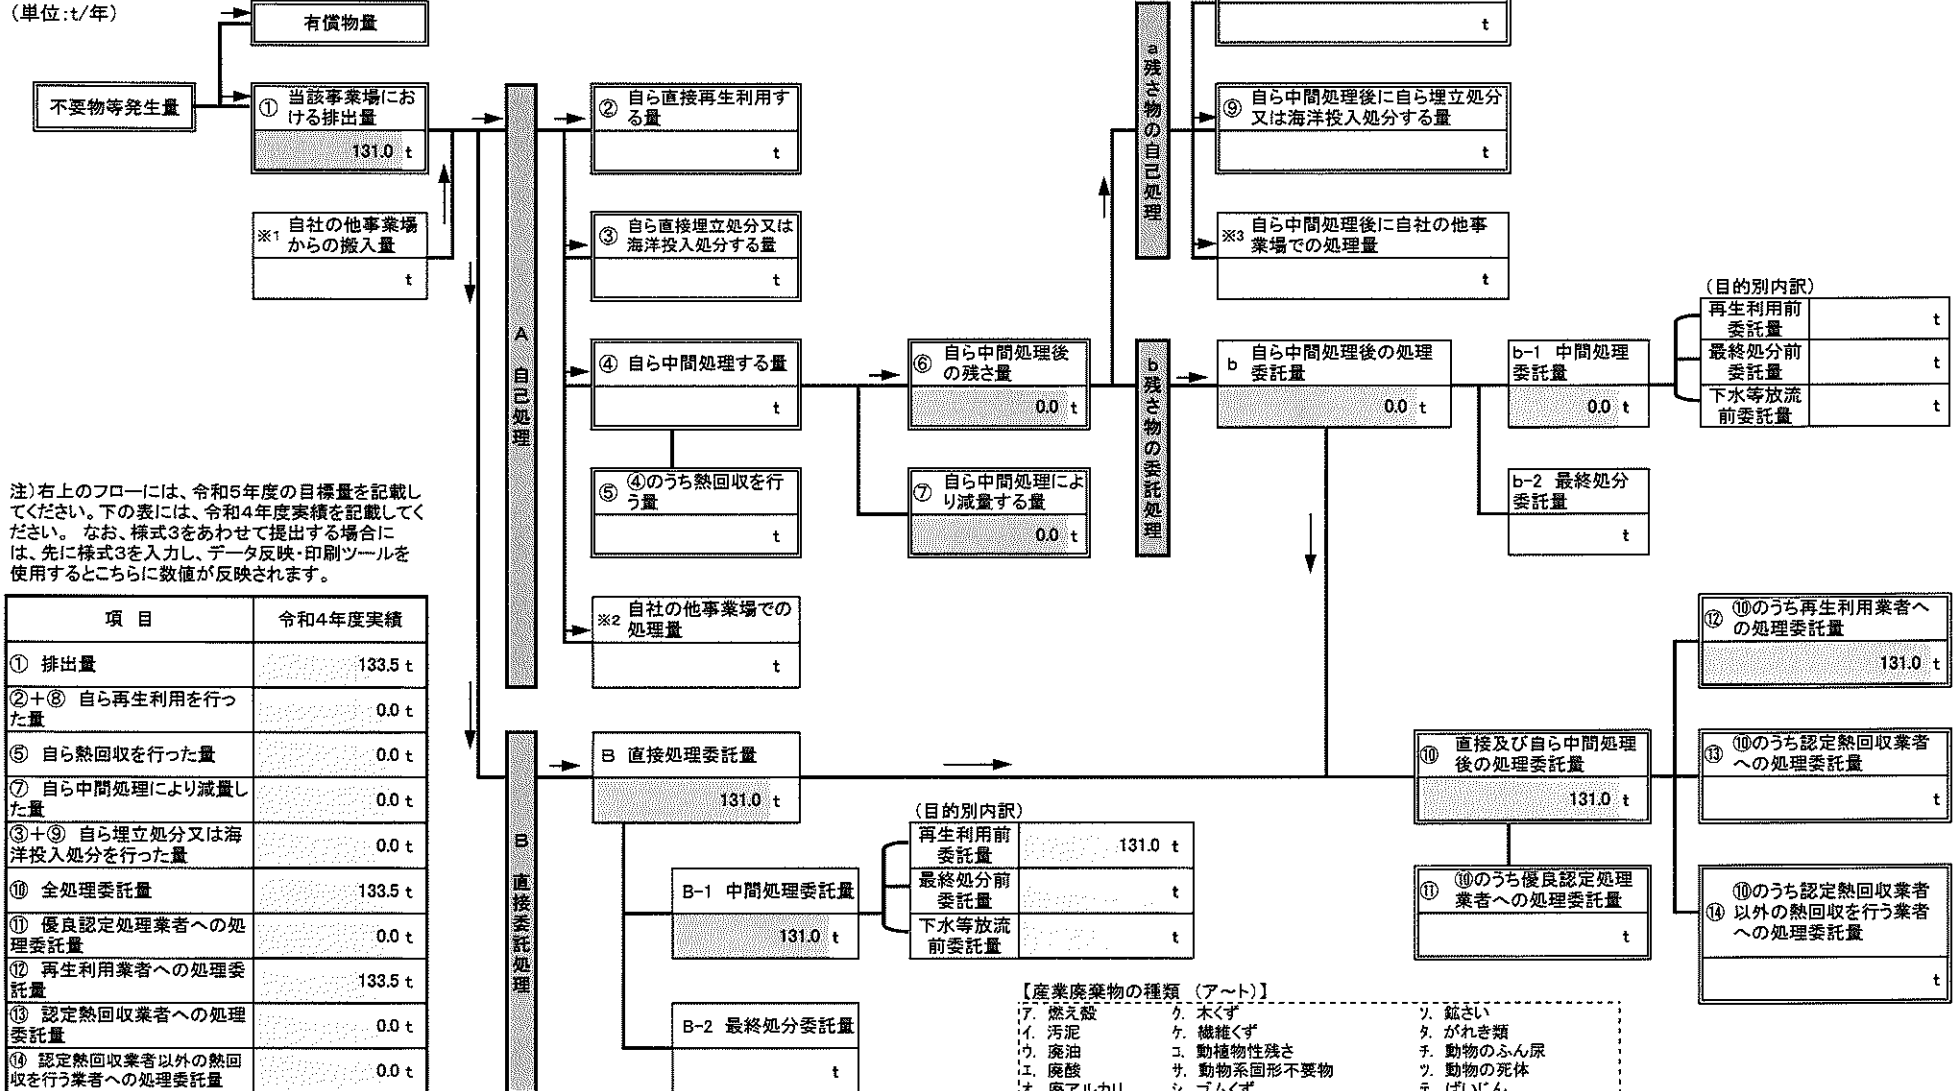 (単位:t/年)
有償物量
不要物等発生量
① 当該事業場にお
ける排出量
131.0 t
※1 自社の他事業場
からの搬入量
t
A 自己処理
② 自ら直接再生利用す
る量
t
③ 自ら直接埋立処分又は
海洋投入処分する量
t
④ 自ら中間処理する量
t
⑤ ④のうち熱回収を行
う量
t
※2 自社の他事業場での
処理量
t
⑥ 自ら中間処理後
の残さ量
0.0 t
⑦ 自ら中間処理によ
り減量する量
0.0 t
a 残さ物の自己処理
t
⑨ 自ら中間処理後に自ら埋立処分
又は海洋投入処分する量
t
※3 自ら中間処理後に自社の他事
業場での処理量
t
b 残さ物の委託処理
b 自ら中間処理後の処理
委託量
0.0 t
b-1 中間処理
委託量
0.0 t
(目的別内訳)
再生利用前
委託量
t
最終処分前
委託量
t
下水等放流
前委託量
t
b-2 最終処分
委託量
t
注)右上のフローには、令和5年度の目標量を記載し
てください。下の表には、令和4年度実績を記載してく
ださい。 なお、様式3をあわせて提出する場合に
は、先に様式3を入力し、データ反映・印刷ツールを
使用するとこちらに数値が反映されます。
項 目 令和4年度実績
① 排出量 133.5 t
②+⑧ 自ら再生利用を行っ
た量 0.0 t
⑤ 自ら熱回収を行った量 0.0 t
⑦ 自ら中間処理により減量し
た量 0.0 t
③+⑨ 自ら埋立処分又は海
洋投入処分を行った量 0.0 t
⑩ 全処理委託量 133.5 t
⑪ 優良認定処理業者への処
理委託量 0.0 t
⑫ 再生利用業者への処理委
託量 133.5 t
⑬ 認定熱回収業者への処理
委託量 0.0 t
⑭ 認定熱回収業者以外の熱回
収を行う業者への処理委託量 0.0 t
B 直接委託処理
B 直接処理委託量
131.0 t
B-1 中間処理委託量
131.0 t
(目的別内訳)
再生利用前
委託量
131.0 t
最終処分前
委託量
t
下水等放流
前委託量
t
B-2 最終処分委託量
t
⑩ 直接及び自ら中間処理
後の処理委託量
131.0 t
⑪ ⑩のうち優良認定処理
業者への処理委託量
t
⑫ ⑩のうち再生利用業者へ
の処理委託量
131.0 t
⑬ ⑩のうち認定熱回収業者
への処理委託量
t
⑭ ⑩のうち認定熱回収業者
以外の熱回収を行う業者
への処理委託量
t
【産業廃棄物の種類 (ア～ト)】
ア. 燃え殻 ク. 木くず ソ. 鉱さい
イ. 汚泥 ケ. 繊維くず タ. がれき類
ウ. 廃油 コ. 動植物性残さ チ. 動物のふん尿
エ. 廃酸 サ. 動物系固形不要物 ツ. 動物の死体
オ. 廃アルカリ シ. ゴムくず テ. ばいじん